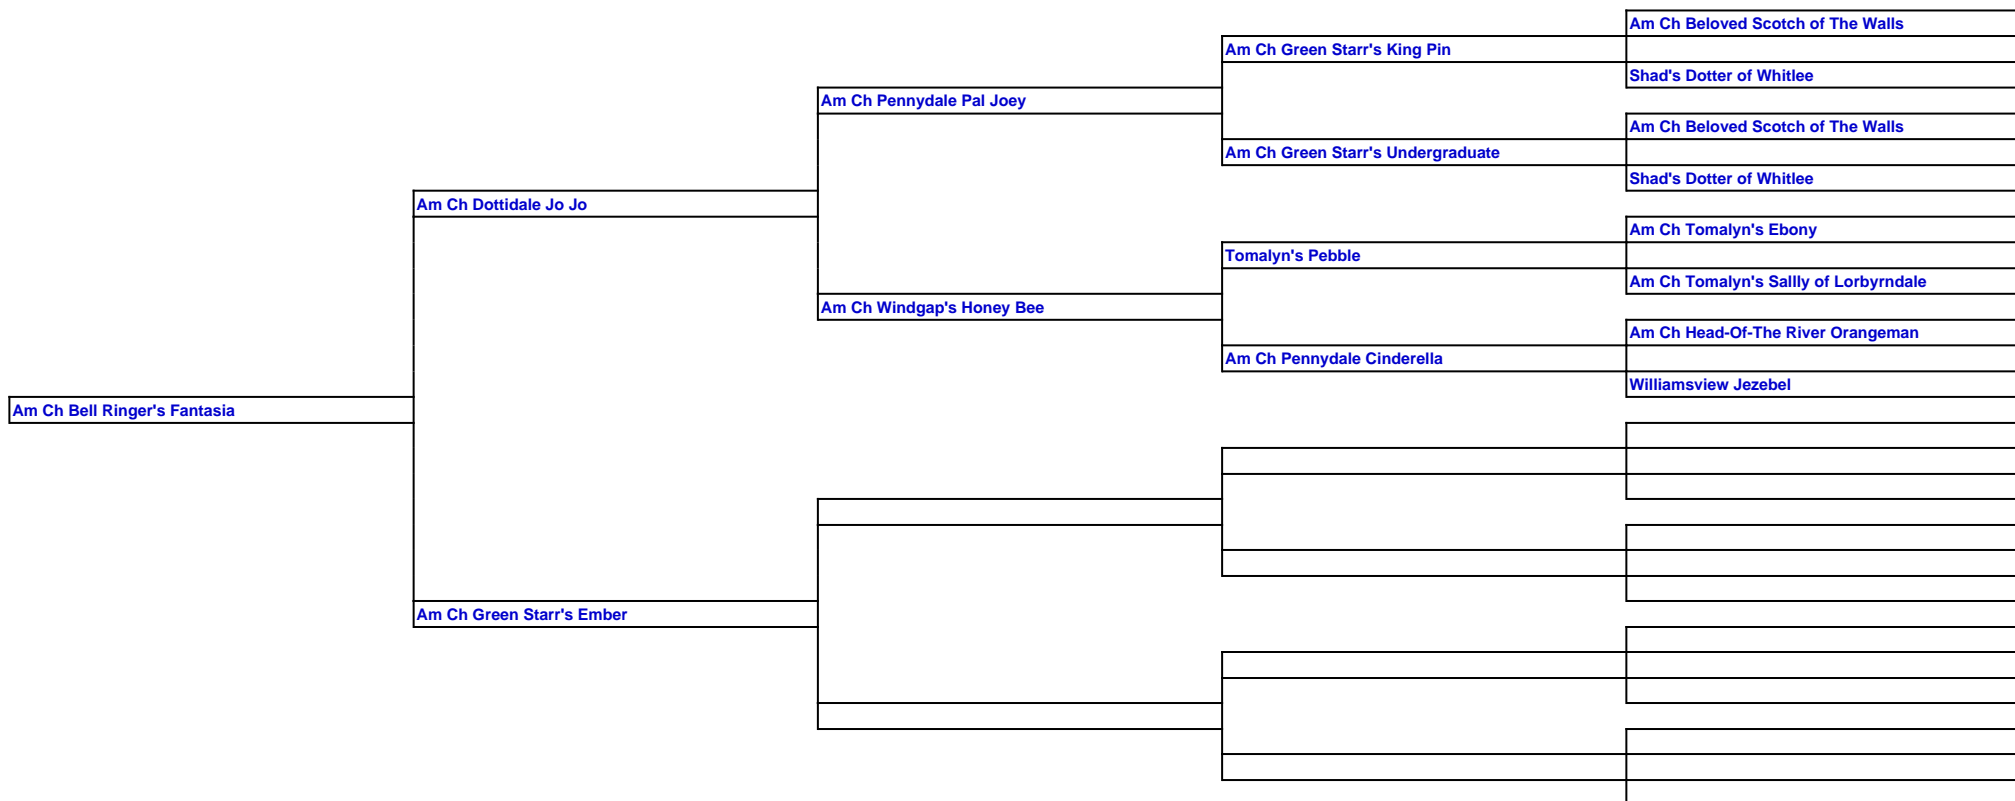 Am Ch Beloved Scotch of The Walls
Am Ch Green Starr's King Pin
Shad's Dotter of Whitlee
Am Ch Pennydale Pal Joey
Am Ch Beloved Scotch of The Walls
Am Ch Green Starr's Undergraduate
Shad's Dotter of Whitlee
Am Ch Dottidale Jo Jo
Am Ch Tomalyn's Ebony
Tomalyn's Pebble
Am Ch Tomalyn's Sallly of Lorbyrndale
Am Ch Windgap's Honey Bee
Am Ch Head-Of-The River Orangeman
Am Ch Pennydale Cinderella
Williamsview Jezebel
Am Ch Bell Ringer's Fantasia
Am Ch Green Starr's Ember